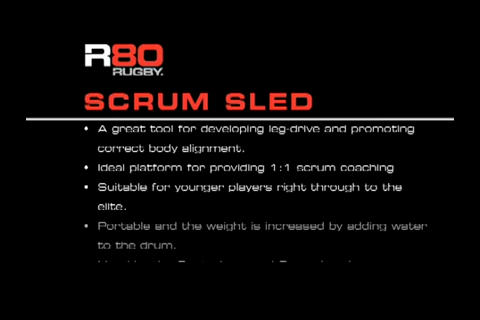 R80
RUGBY.
SCRUM SLED
• A great tool for developing leg-drive and promoting
correct body alignment.
• Ideal platform for providing 1:1 scrum coaching
• Suitable for younger players right through to the
elite.
• Portable and the weight is increased by adding water
to the drum.